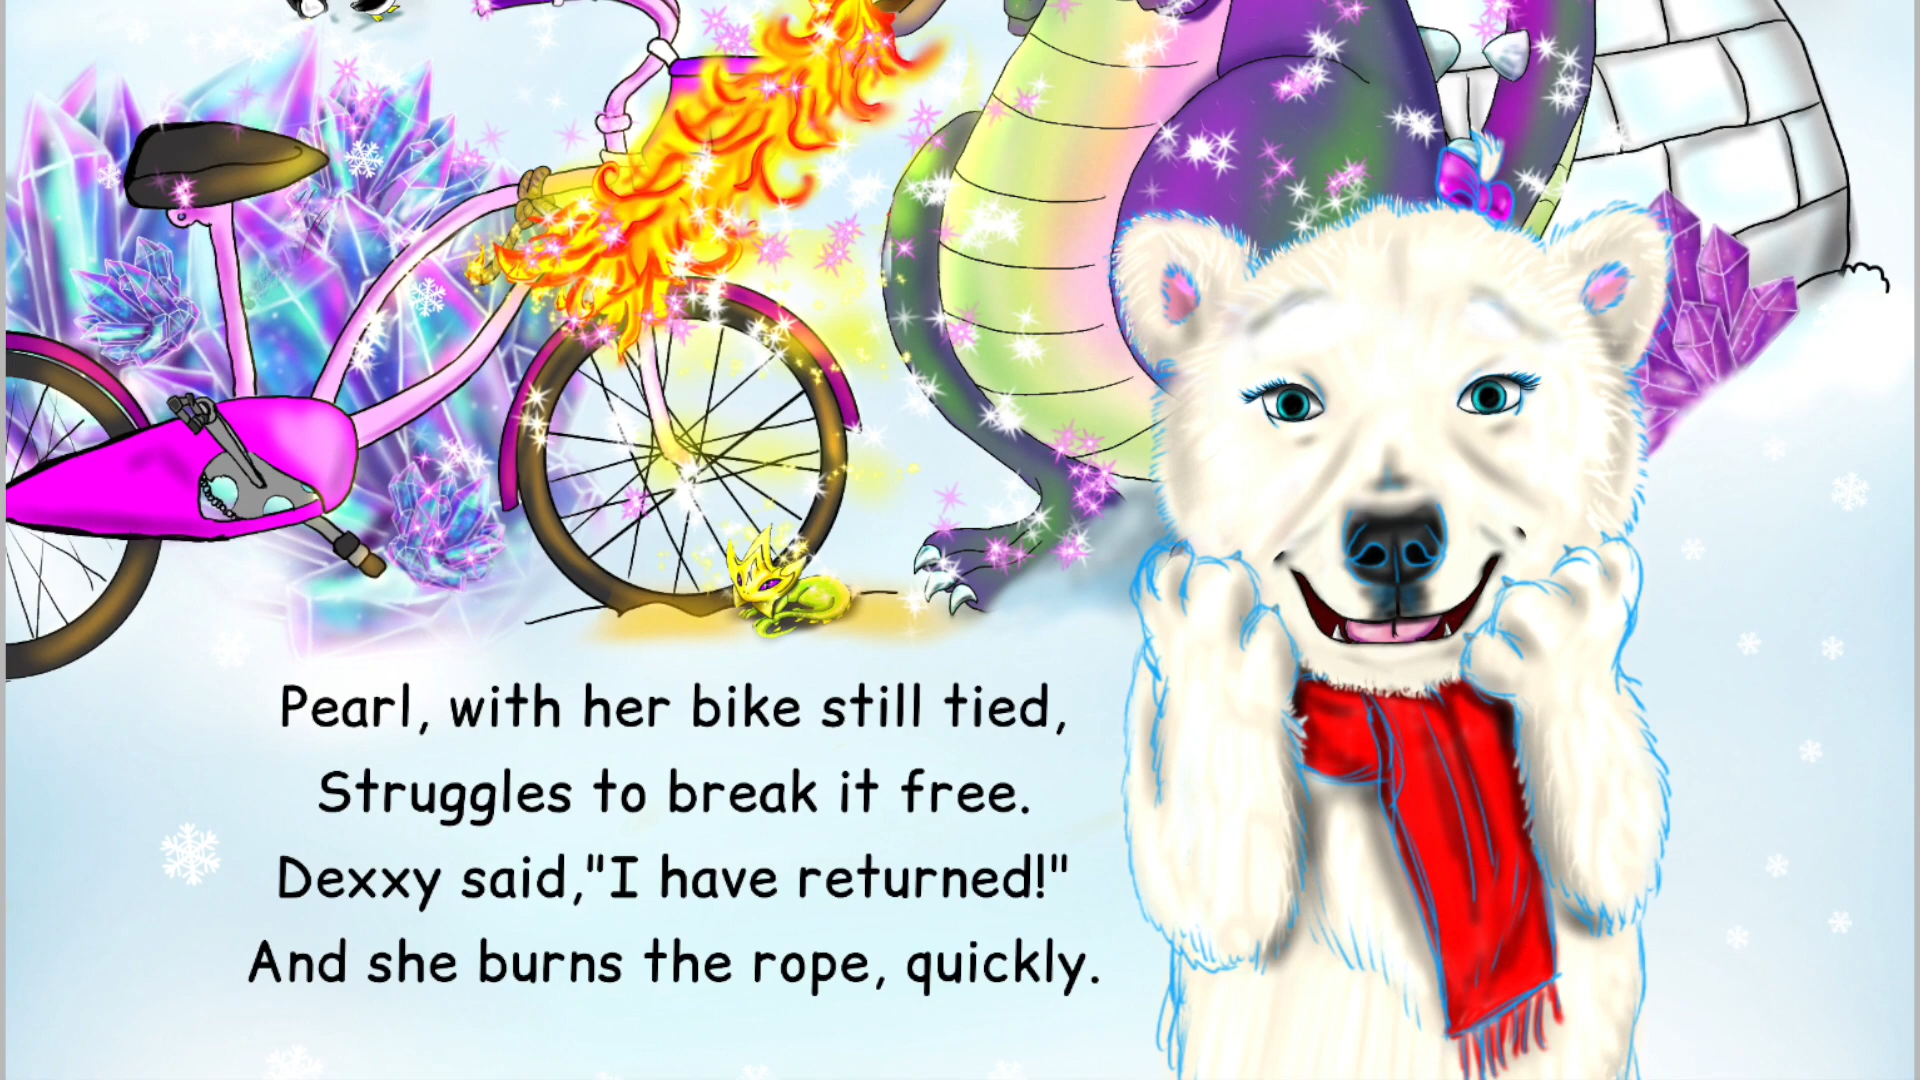 Pearl, with her bike still tied,
Struggles to break it free.
Dexxy said,"I have returned!"
And she burns the rope, quickly.